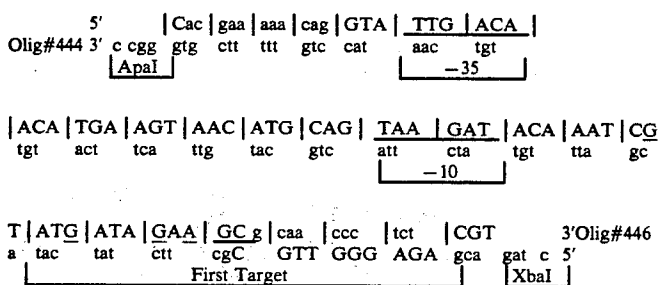 5' | Cac | gaa | aaa | cag | GTA | TTG | ACA |
Olig#444 3' c cgg | gtg ctt ttt gtc cat aac tgt
ApaI −35
| ACA | TGA | AGT | AAC | ATG | CAG | TAA | GAT | ACA | AAT | CG
tgt act tca ttg tac gtc att cta tgt tta gc
−10
T | ATG | ATA | GAA | GC g | caa | ccc | tct | CGT 3'Olig#446
a tac tat ctt cgC GTT GGG AGA gca gat c 5'
First Target XbaI